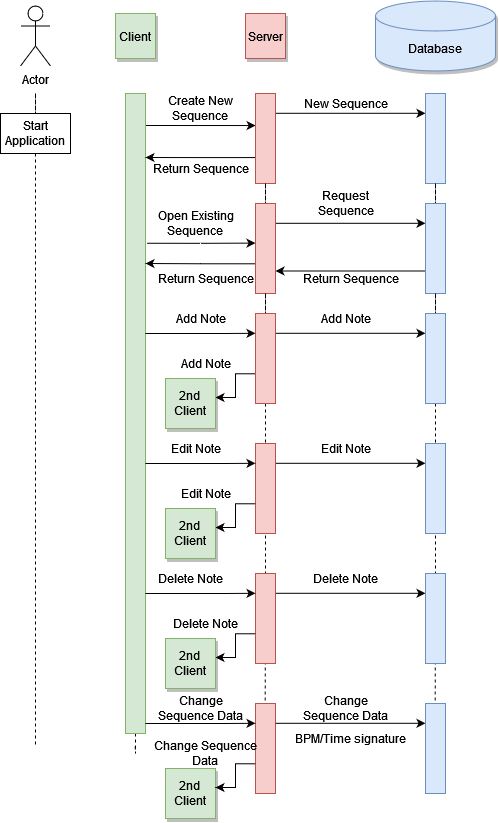 Client
Server
Database
Actor
Start
Application
Create New
Sequence
New Sequence
Return Sequence
Open Existing
Sequence
Request
Sequence
Return Sequence
Return Sequence
Add Note
Add Note
Add Note
2nd
Client
Edit Note
Edit Note
Edit Note
2nd
Client
Delete Note
Delete Note
Delete Note
2nd
Client
Change
Sequence Data
Change
Sequence Data
BPM/Time signature
Change Sequence
Data
2nd
Client